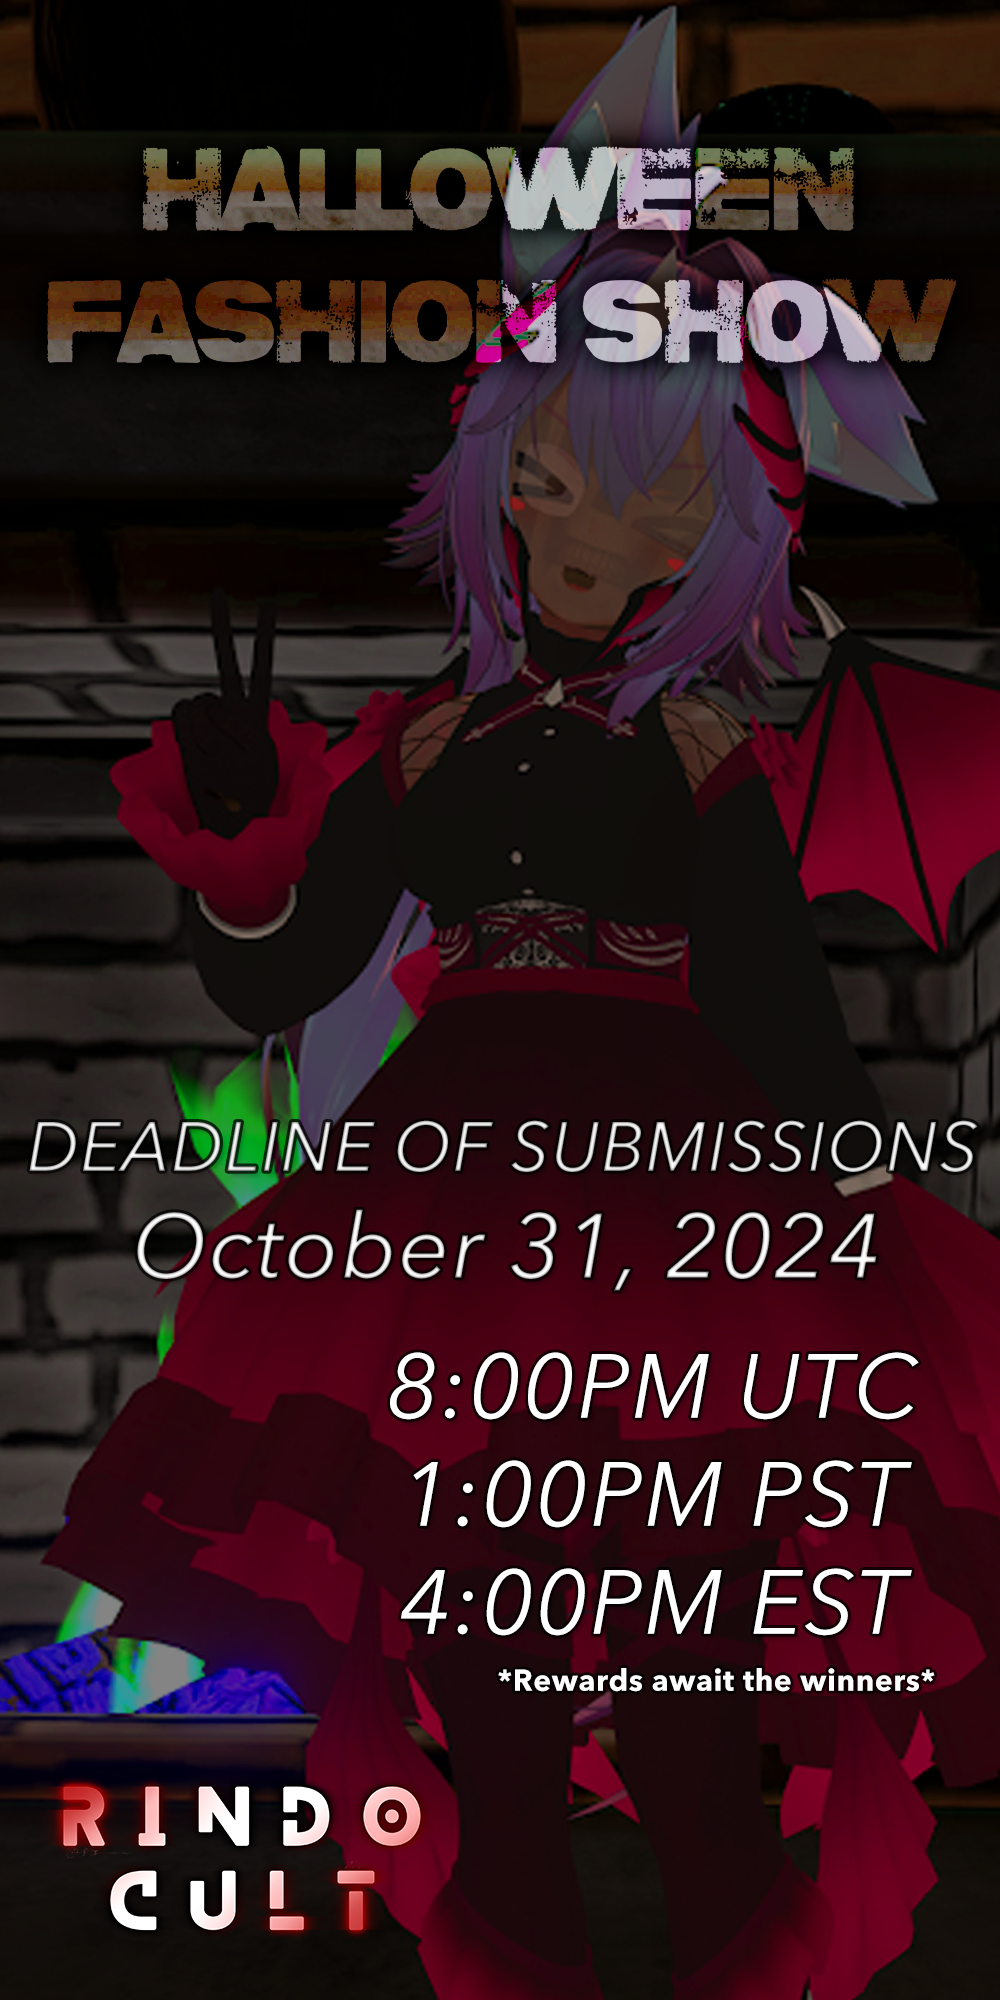 HALLOWEEN
FASHION SHOW
DEADLINE OF SUBMISSIONS
October 31, 2024
8:00PM UTC
1:00PM PST
4:00PM EST
*Rewards await the winners*
RINDO
CULT